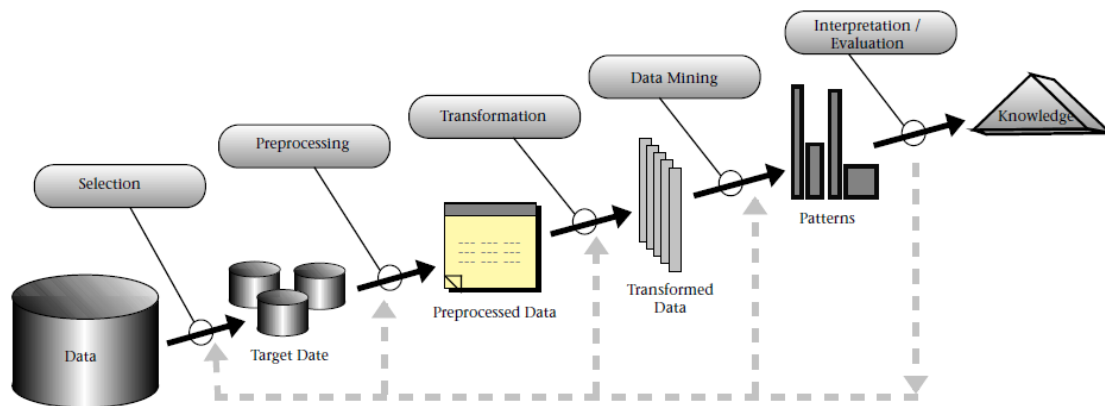 Interpretation /
Evaluation
Data Mining
Transformation
Preprocessing
Selection
Knowledge
Patterns
Transformed
Data
Preprocessed Data
Target Date
Data